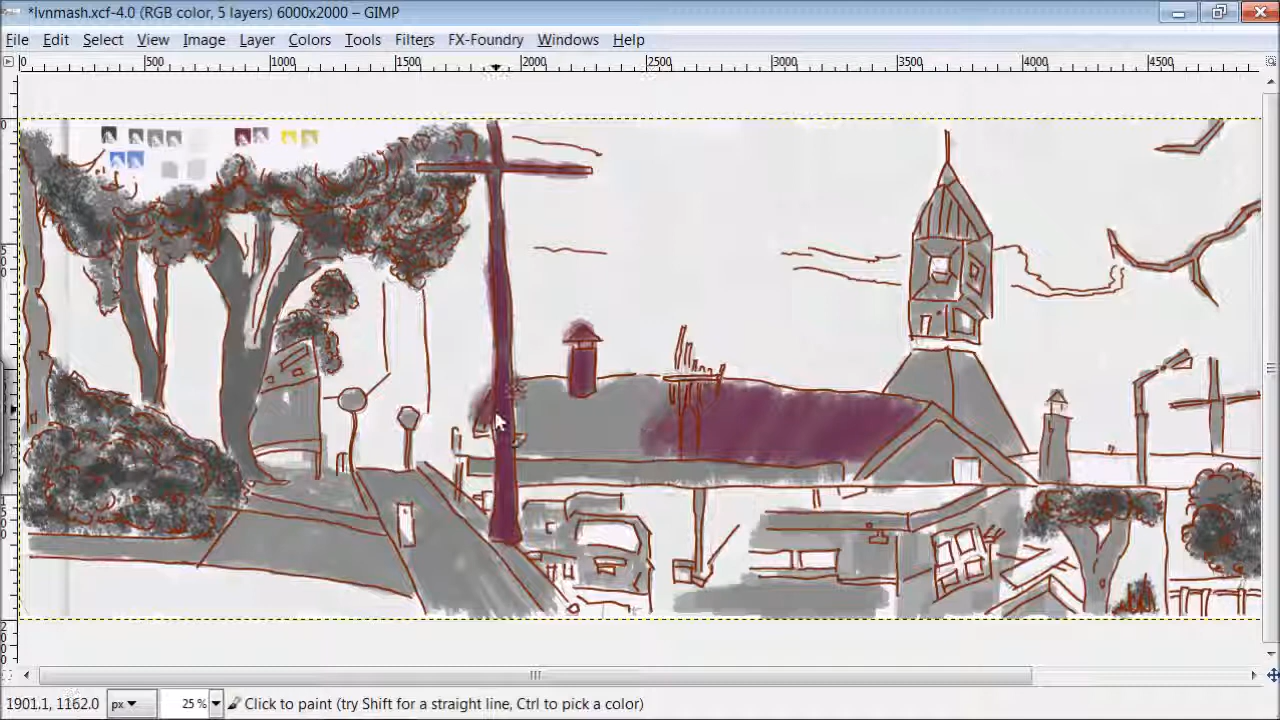 *lvnmash.xcf-4.0 (RGB color, 5 layers) 6000x2000 – GIMP
File Edit Select View Image Layer Colors Tools Filters FX-Foundry Windows Help
0 500 1000 1500 2000 2500 3000 3500 4000 4500
1901.1, 1162.0 px 25 % Click to paint (try Shift for a straight line, Ctrl to pick a color)